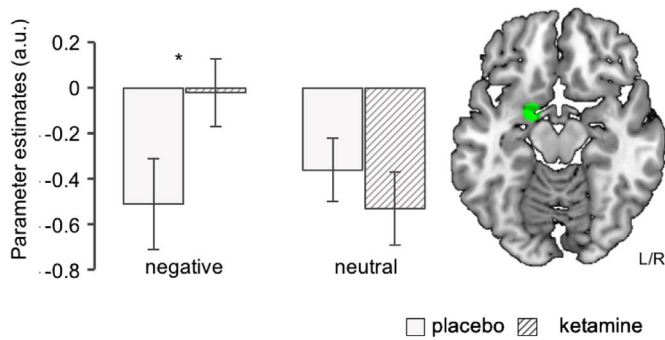 Parameter estimates (a.u.)
0.2
0
-0.2
-0.4
-0.6
-0.8
*
negative
neutral
L/R
placebo
ketamine